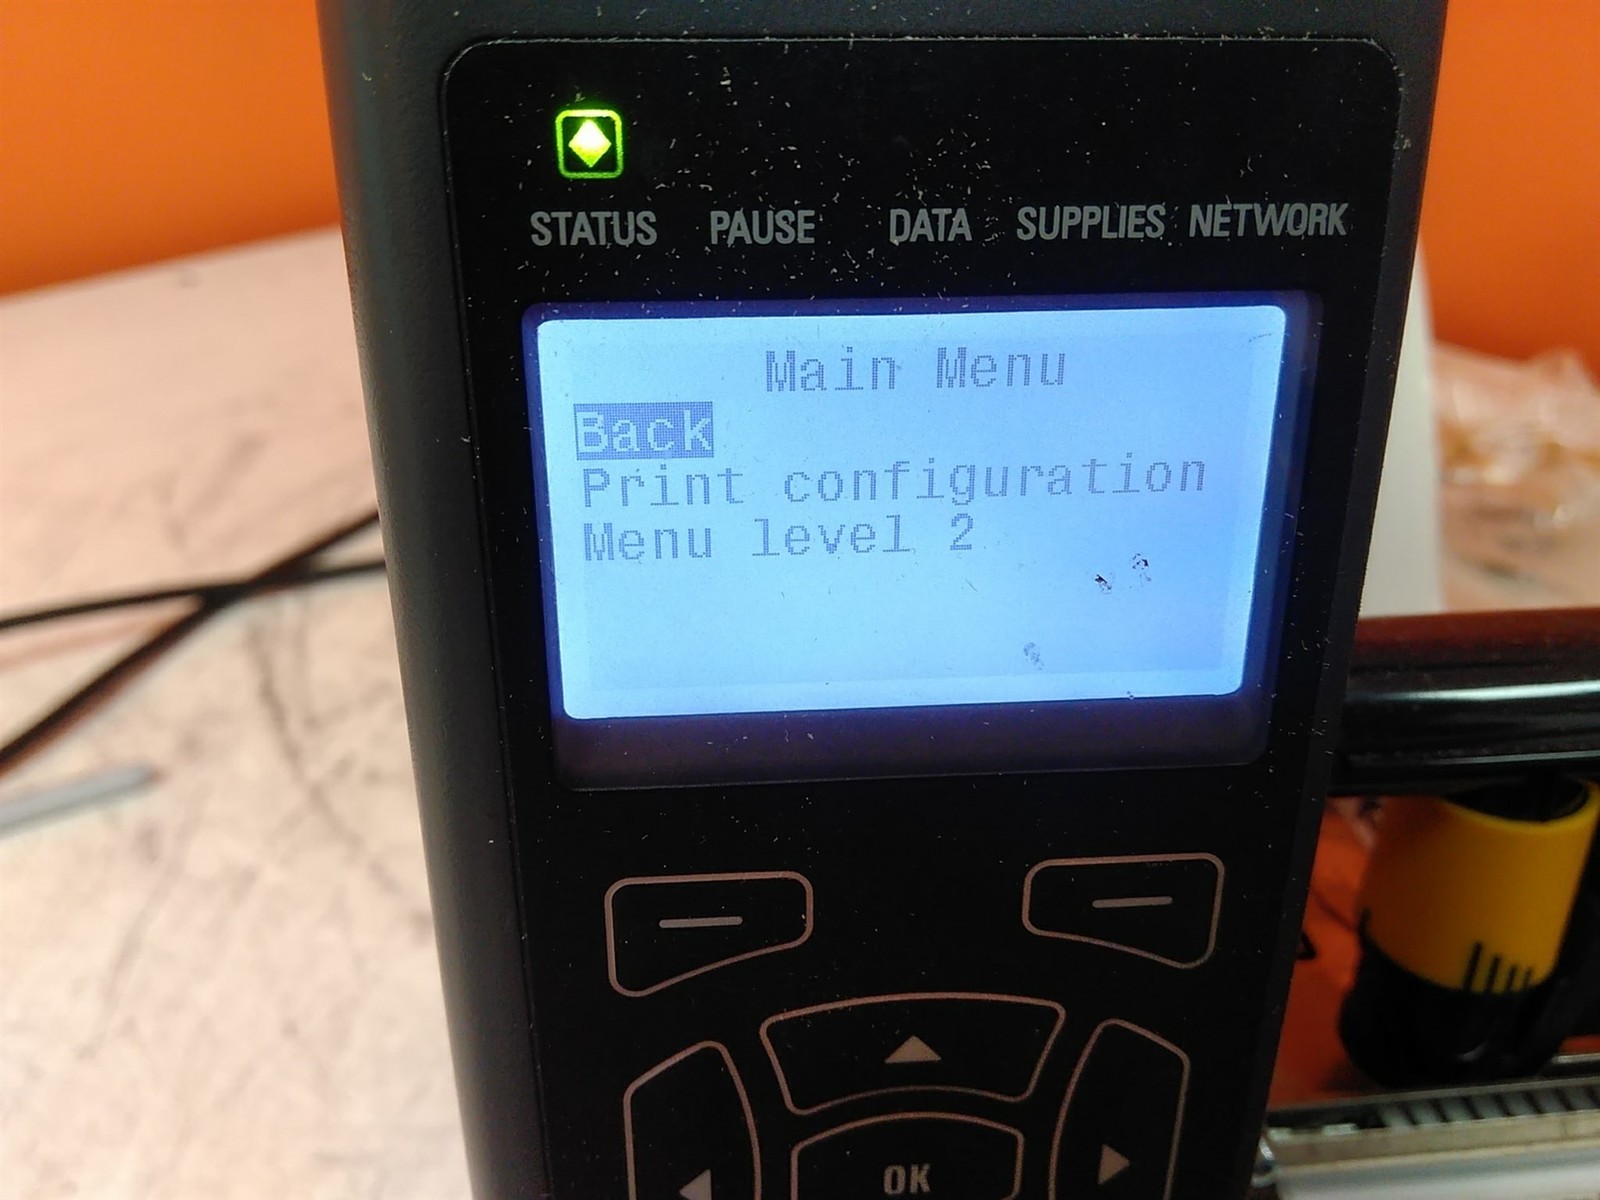 STATUS PAUSE DATA SUPPLIES NETWORK
Main Menu
Back
Print configuration
Menu level 2
OK